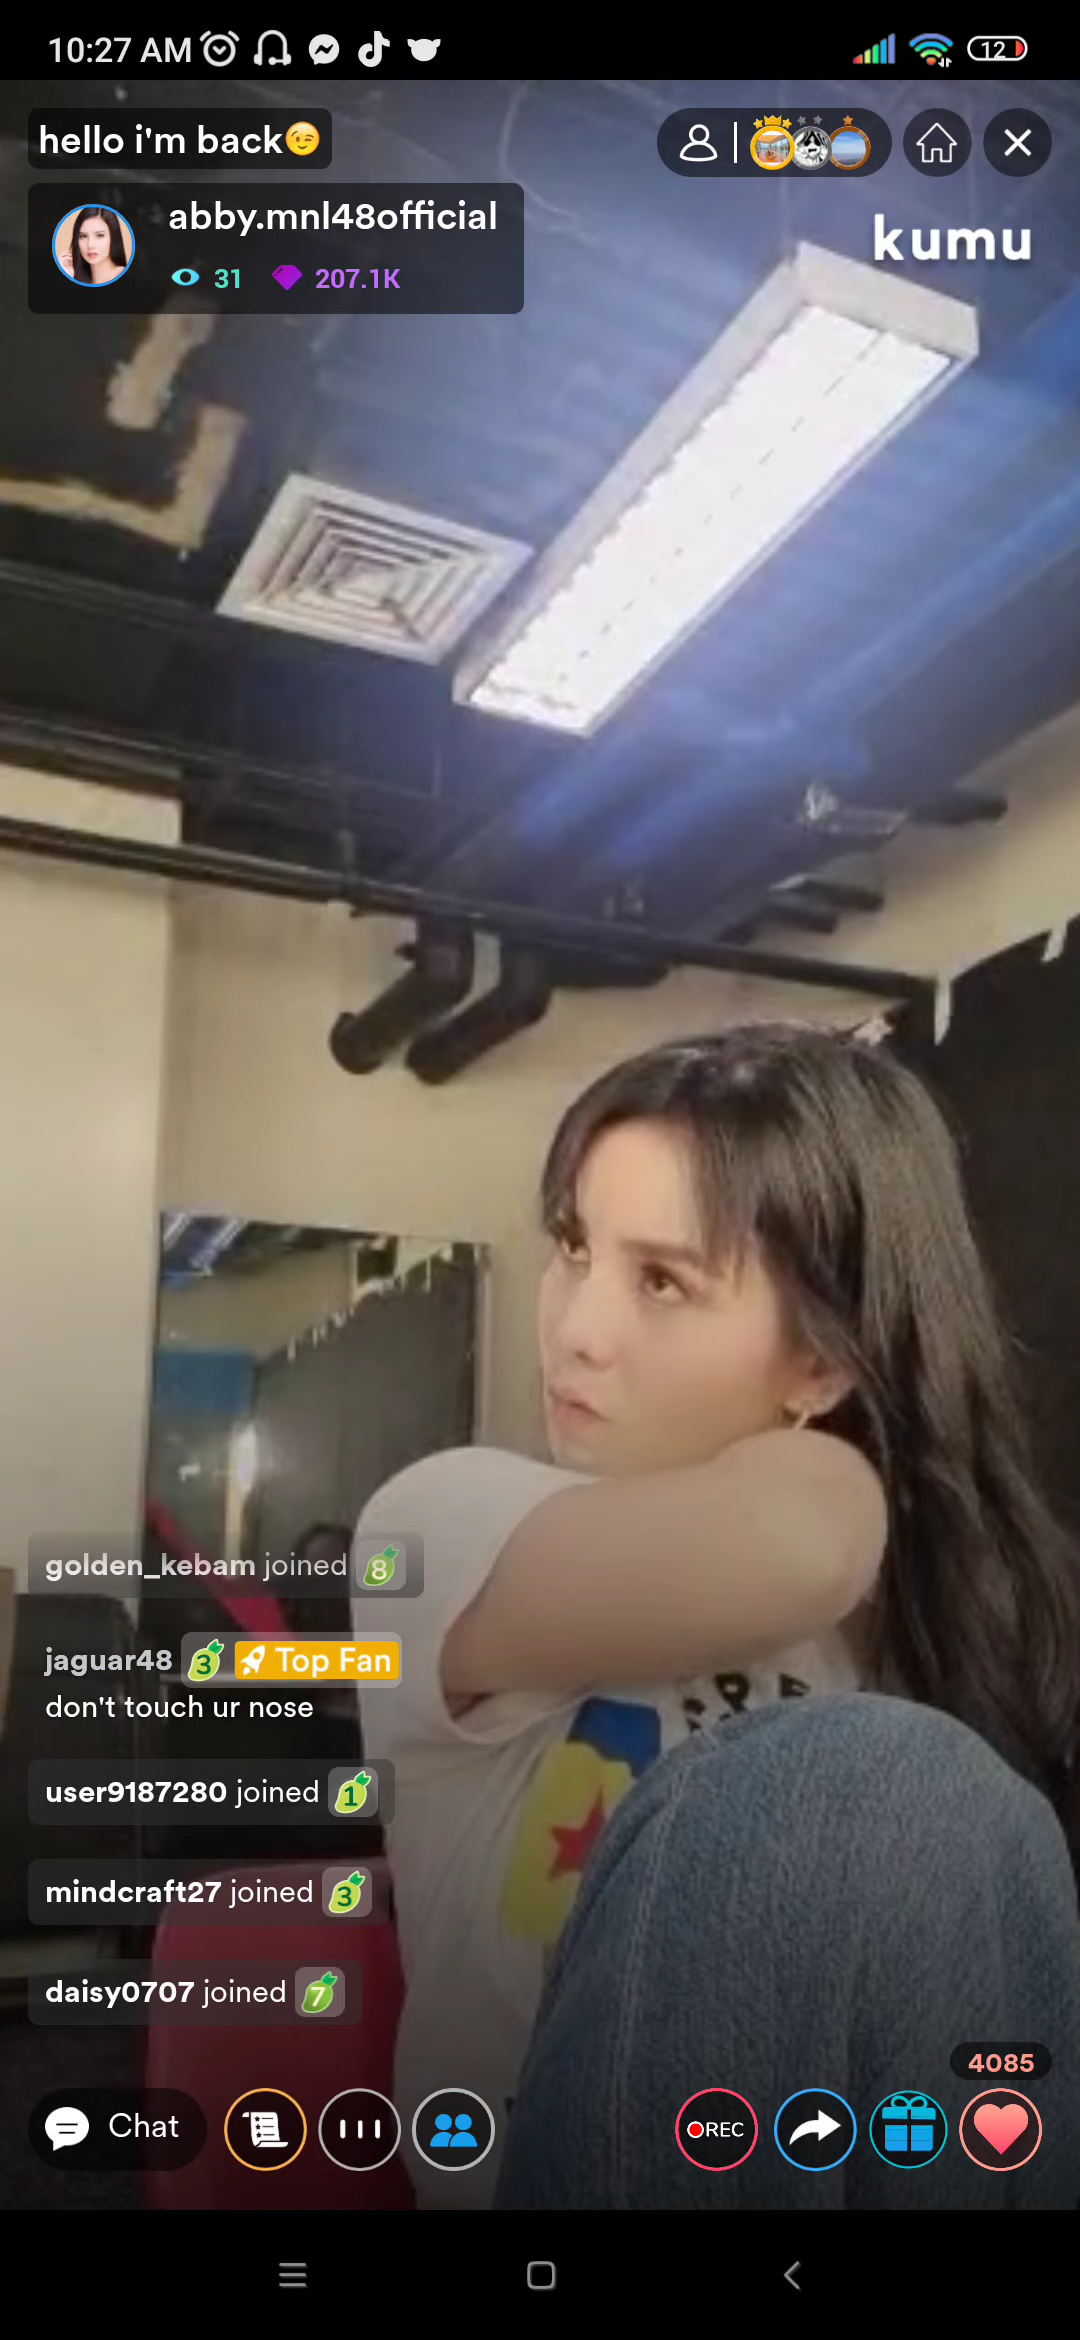 10:27 AM
12
hello i'm back😉
abby.mnl48official
31 207.1K
kumu
golden_kebam joined 8
jaguar48 3 Top Fan
don't touch ur nose
user9187280 joined 1
mindcraft27 joined 3
daisy0707 joined 7
4085
Chat
REC